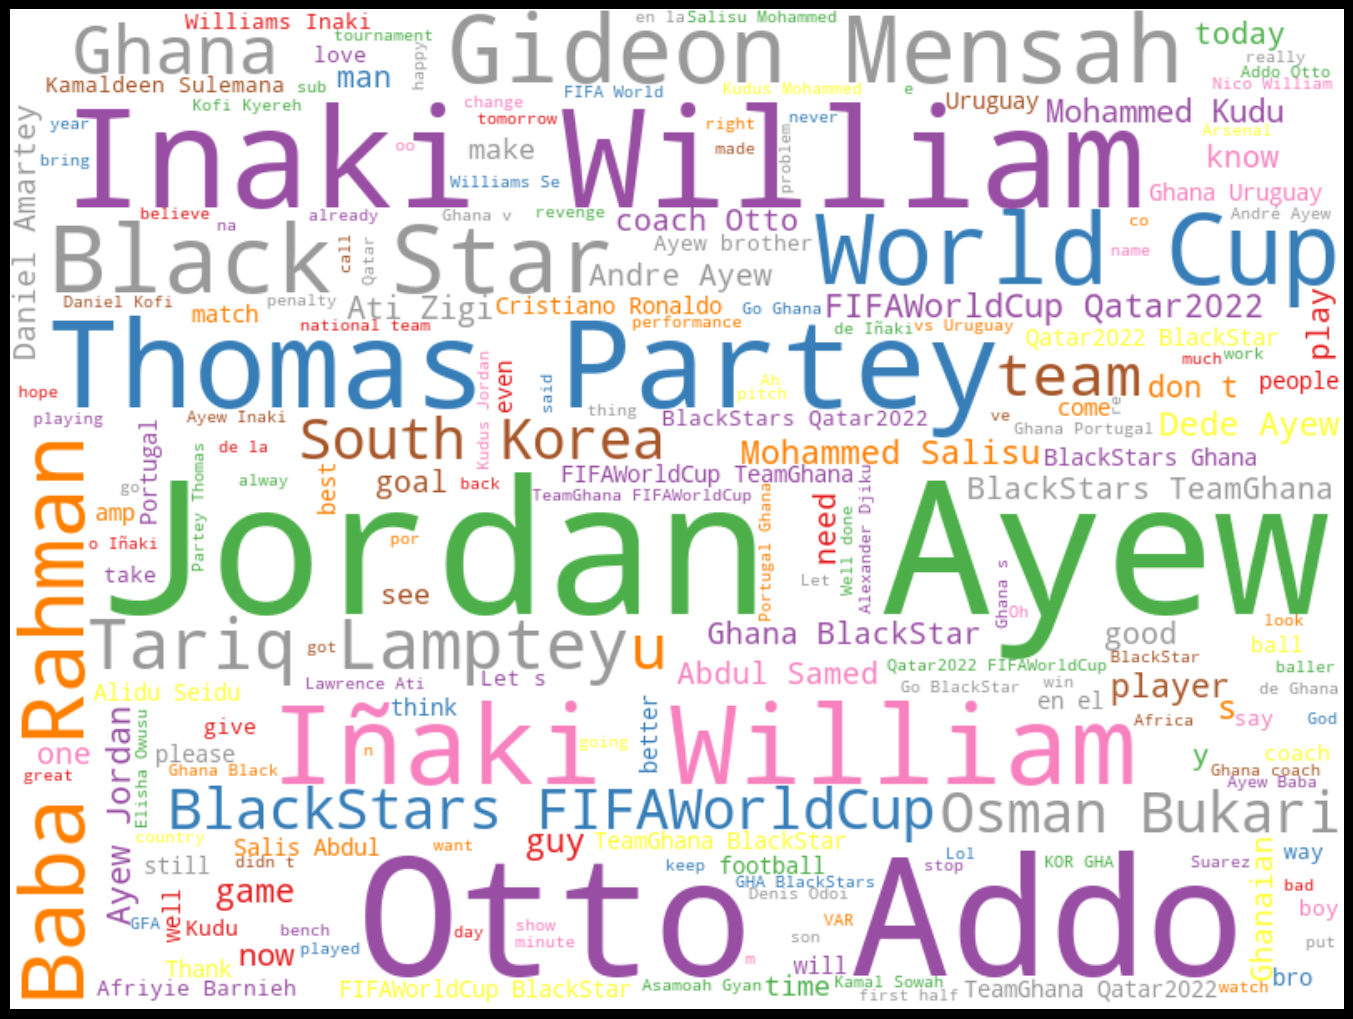 Williams Inaki
en la
Salisu Mohammed
Ghana
tournament
Gideon Mensah
today
love
happy
really
man
Addo Otto
Kamaldeen Sulemana
sub
FIFA World
Kudus Mohammed
e
Nico William
Kofi Kyereh
change
Uruguay
Mohammed Kudu
Daniel Amartey
year
Inaki William
tomorrow
right
never
Arsenal
bring
oo
make
made
problem
know
Williams Se
Ghana Uruguay
believe
already
Ghana v
revenge
coach Otto
André Ayew
na
Black Star
call
Qatar
Ayew brother
World Cup
co
name
Andre Ayew
Daniel Kofi
penalty
Ati Zigi
Cristiano Ronaldo
Go Ghana
FIFAWorldCup Qatar2022
play
match
national team
performance
de Iñaki
vs Uruguay
Qatar2022 BlackStar
Thomas Partey
much
work
hope
Kudus Jordan
even
said
Ah
pitch
team
don t
people
playing
Ayew Inaki
thing
BlackStars Qatar2022
ve
come
re
Ghana Portugal
Dede Ayew
Baba Rahman
Portugal
de la
South Korea
Mohammed Salisu
BlackStars Ghana
Partey Thomas
alway
best
goal
back
FIFAWorldCup TeamGhana
Alexander Djiku
BlackStars TeamGhana
go
TeamGhana FIFAWorldCup
Portugal Ghana
need
amp
Jordan Ayew
Well done
o Iñaki
por
take
see
Let
Ghana s
Oh
look
Tariq Lamptey
u
Ghana BlackStar
good
ball
got
BlackStar
Abdul Samed
Qatar2022 FIFAWorldCup
baller
Alidu Seidu
Lawrence Ati
Let s
Go BlackStar
win
en el
player
de Ghana
Ayew Jordan
Elisha Owusu
give
Iñaki William
think
better
Africa
s
say
God
one
please
n
going
y
coach
great
Ghana Black
Ghana coach
Ayew Baba
BlackStars FIFAWorldCup
Osman Bukari
country
Salis Abdul
want
guy
TeamGhana BlackStar
Ghanaian
way
still
didn t
keep
football
Lol
stop
KOR GHA
Suarez
game
Otto Addo
GHA BlackStars
Denis Odoi
bad
boy
GFA
well
Kudu
bench
day
show
minute
VAR
now
played
son
put
Thank
m
will
bro
Afriyie Barnieh
FIFAWorldCup BlackStar
Asamoah Gyan
time
Kamal Sowah
first half
TeamGhana Qatar2022
watch